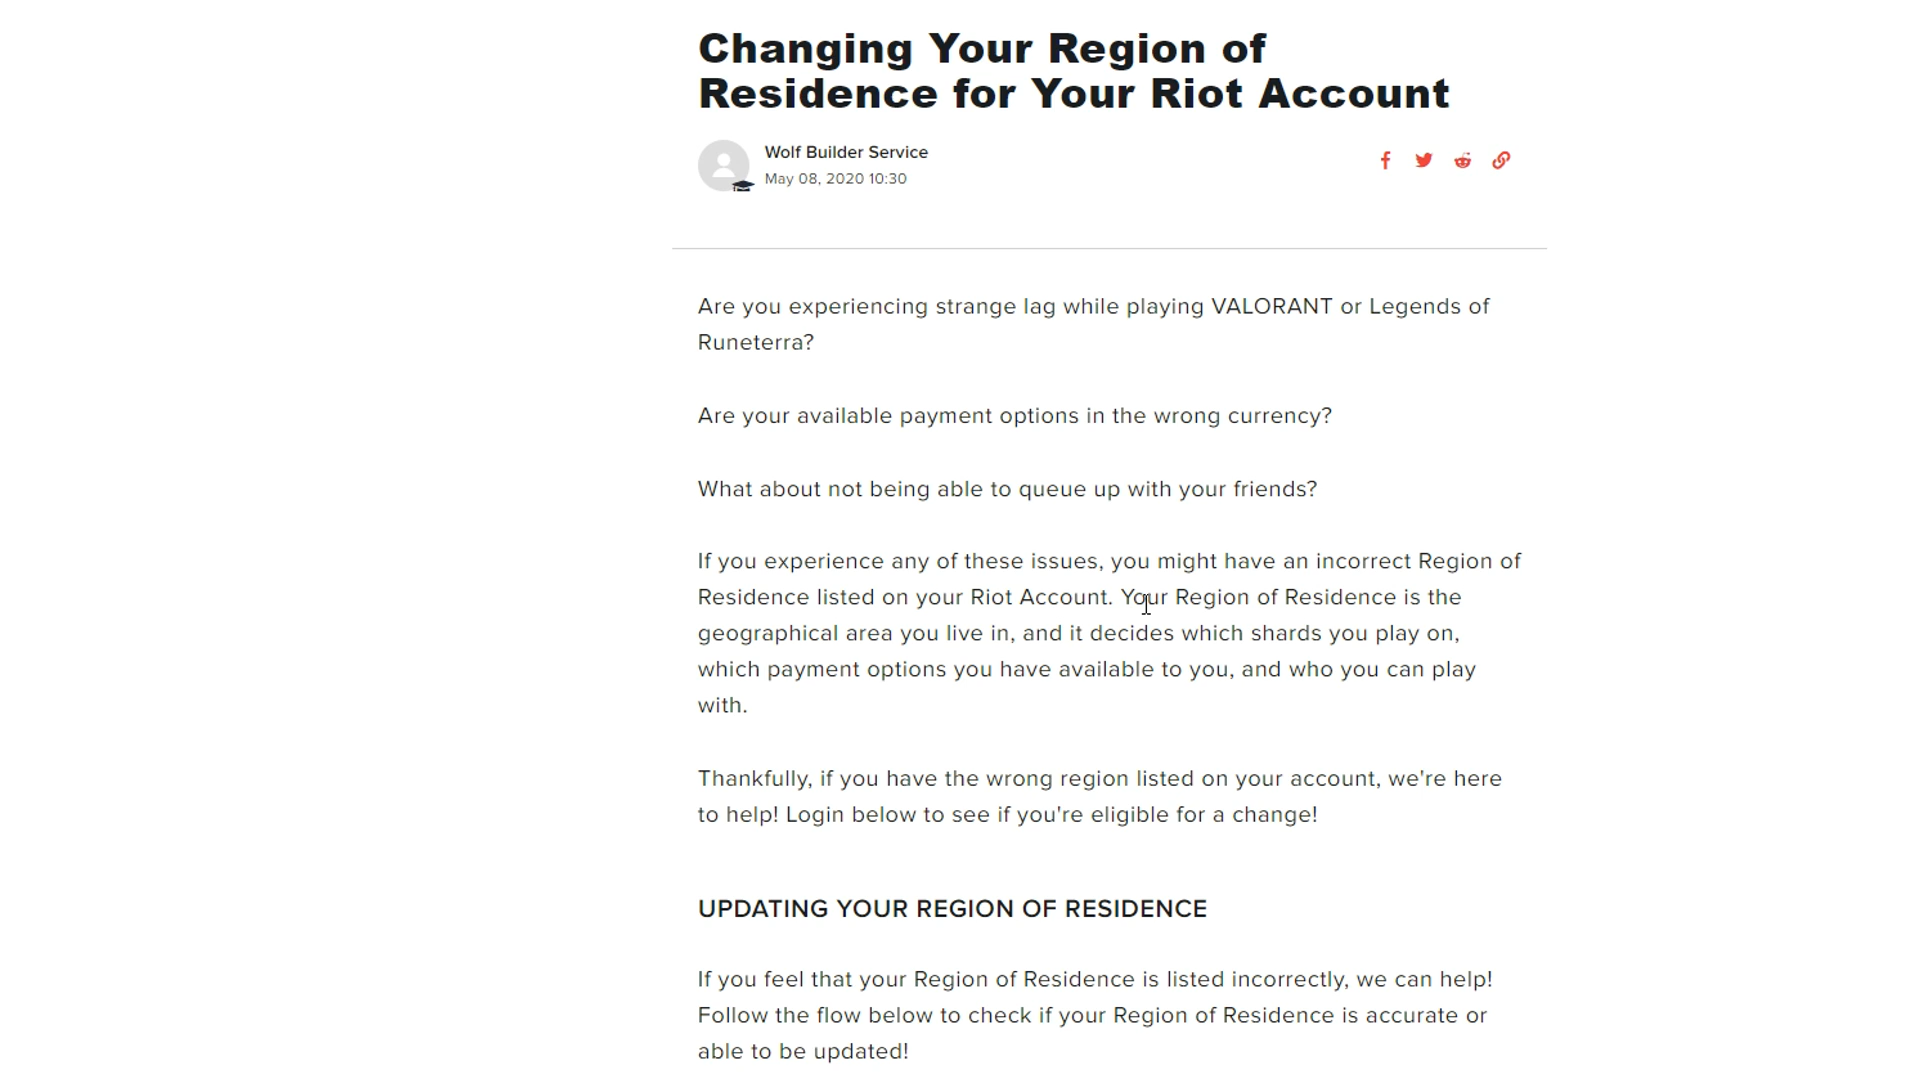 Changing Your Region of
Residence for Your Riot Account
Wolf Builder Service
May 08, 2020 10:30
Are you experiencing strange lag while playing VALORANT or Legends of
Runeterra?
Are your available payment options in the wrong currency?
What about not being able to queue up with your friends?
If you experience any of these issues, you might have an incorrect Region of
Residence listed on your Riot Account. Your Region of Residence is the
geographical area you live in, and it decides which shards you play on,
which payment options you have available to you, and who you can play
with.
Thankfully, if you have the wrong region listed on your account, we're here
to help! Login below to see if you're eligible for a change!
UPDATING YOUR REGION OF RESIDENCE
If you feel that your Region of Residence is listed incorrectly, we can help!
Follow the flow below to check if your Region of Residence is accurate or
able to be updated!